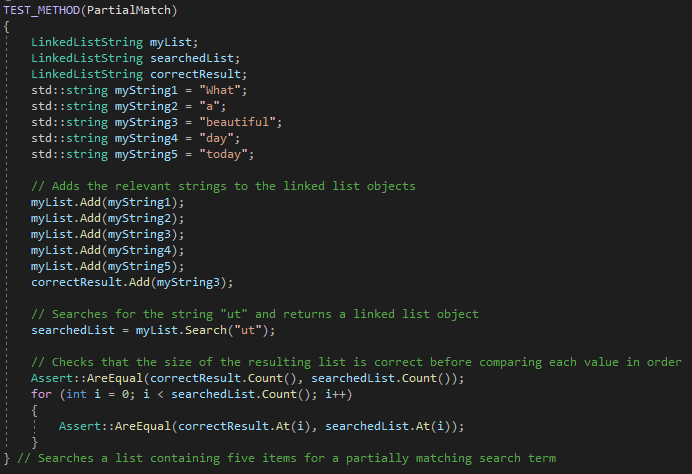 TEST_METHOD(PartialMatch)
{
    LinkedListString myList;
    LinkedListString searchedList;
    LinkedListString correctResult;
    std::string myString1 = "What";
    std::string myString2 = "a";
    std::string myString3 = "beautiful";
    std::string myString4 = "day";
    std::string myString5 = "today";

    // Adds the relevant strings to the linked list objects
    myList.Add(myString1);
    myList.Add(myString2);
    myList.Add(myString3);
    myList.Add(myString4);
    myList.Add(myString5);
    correctResult.Add(myString3);

    // Searches for the string "ut" and returns a linked list object
    searchedList = myList.Search("ut");

    // Checks that the size of the resulting list is correct before comparing each value in order
    Assert::AreEqual(correctResult.Count(), searchedList.Count());
    for (int i = 0; i < searchedList.Count(); i++)
    {
        Assert::AreEqual(correctResult.At(i), searchedList.At(i));
    }
} // Searches a list containing five items for a partially matching search term